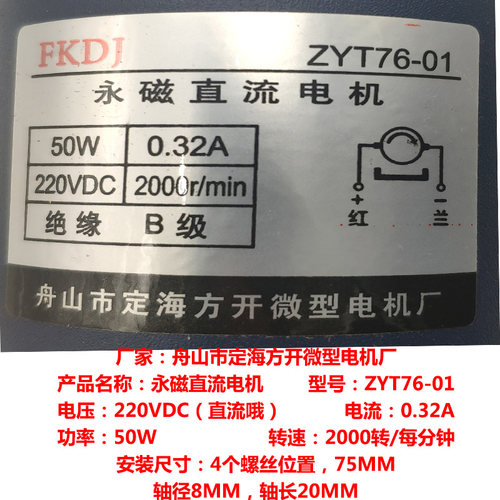 FKDJ ZYT76-01
永磁直流电机
50W 0.32A
220VDC 2000r/min
绝缘 B级
+ 一
红 兰
舟山市定海方开微型电机厂
厂家：舟山市定海方开微型电机厂
产品名称：永磁直流电机 型号：ZYT76-01
电压：220VDC（直流哦） 电流：0.32A
功率：50W 转速：2000转/每分钟
安装尺寸：4个螺丝位置，75MM
轴径8MM，轴长20MM